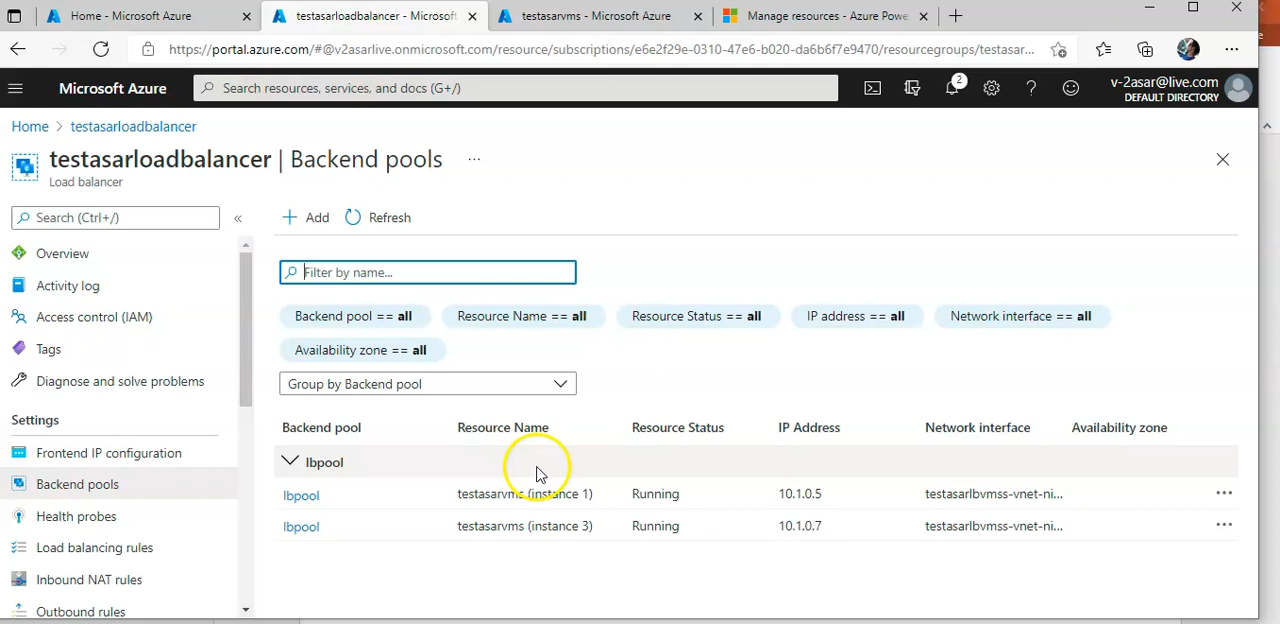 Home - Microsoft Azure
testasarloadbalancer - Microsoft
testasarvms - Microsoft Azure
Manage resources - Azure Powe
https://portal.azure.com/#@v2asarlive.onmicrosoft.com/resource/subscriptions/e6e2f29e-0310-47e6-b020-da6b6f7e9470/resourcegroups/testasar...
Microsoft Azure
Search resources, services, and docs (G+/)
2
v-2asar@live.com
DEFAULT DIRECTORY
Home > testasarloadbalancer
testasarloadbalancer | Backend pools ...
Load balancer
Search (Ctrl+/)
«
Overview
Activity log
Access control (IAM)
Tags
Diagnose and solve problems
Settings
Frontend IP configuration
Backend pools
Health probes
Load balancing rules
Inbound NAT rules
Outbound rules
Add Refresh
Filter by name...
Backend pool == all Resource Name == all Resource Status == all IP address == all Network interface == all
Availability zone == all
Group by Backend pool
Backend pool Resource Name Resource Status IP Address Network interface Availability zone
lbpool
lbpool testasarvms (instance 1) Running 10.1.0.5 testasarlbvmss-vnet-ni... ...
lbpool testasarvms (instance 3) Running 10.1.0.7 testasarlbvmss-vnet-ni... ...